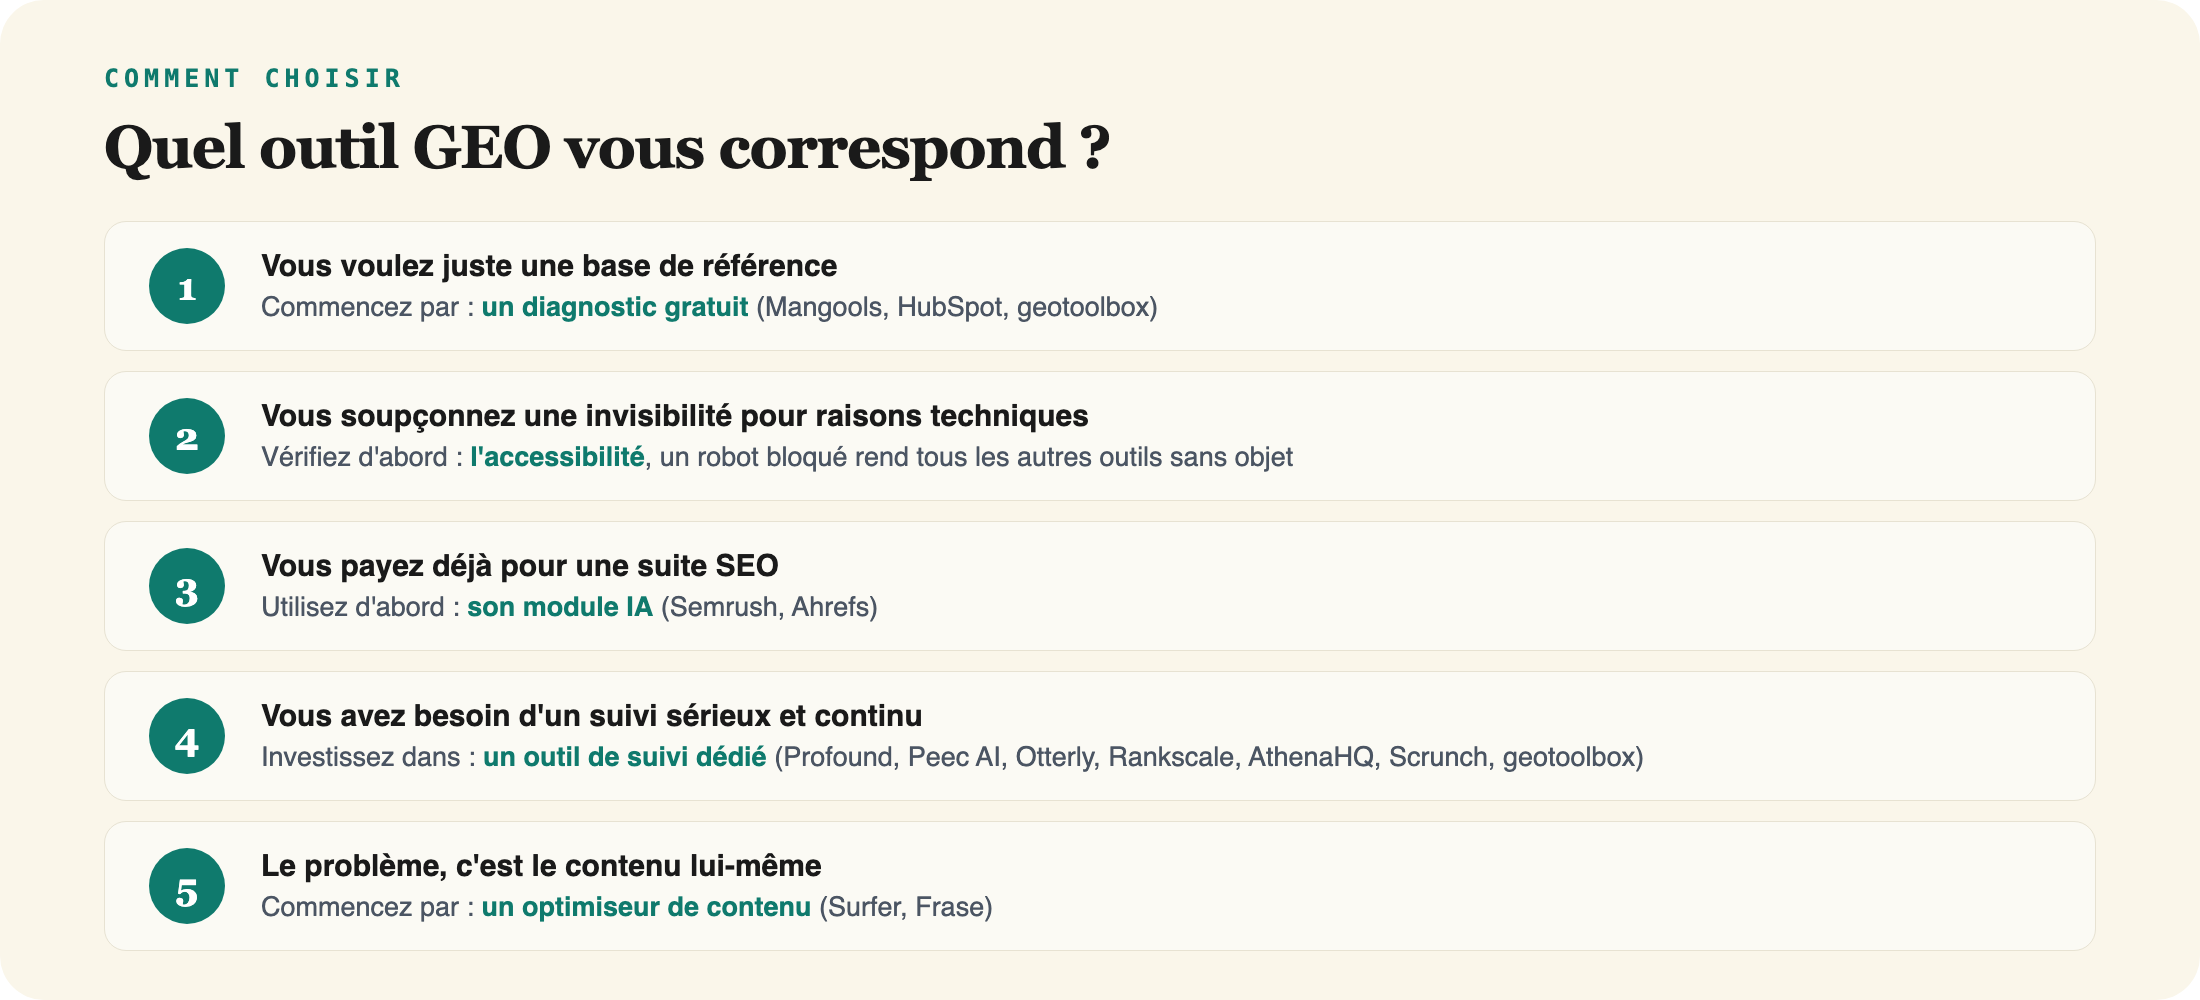 COMMENT CHOISIR
Quel outil GEO vous correspond ?
1
Vous voulez juste une base de référence
Commencez par : un diagnostic gratuit (Mangools, HubSpot, geotoolbox)
2
Vous soupçonnez une invisibilité pour raisons techniques
Vérifiez d'abord : l'accessibilité, un robot bloqué rend tous les autres outils sans objet
3
Vous payez déjà pour une suite SEO
Utilisez d'abord : son module IA (Semrush, Ahrefs)
4
Vous avez besoin d'un suivi sérieux et continu
Investissez dans : un outil de suivi dédié (Profound, Peec AI, Otterly, Rankscale, AthenaHQ, Scrunch, geotoolbox)
5
Le problème, c'est le contenu lui-même
Commencez par : un optimiseur de contenu (Surfer, Frase)